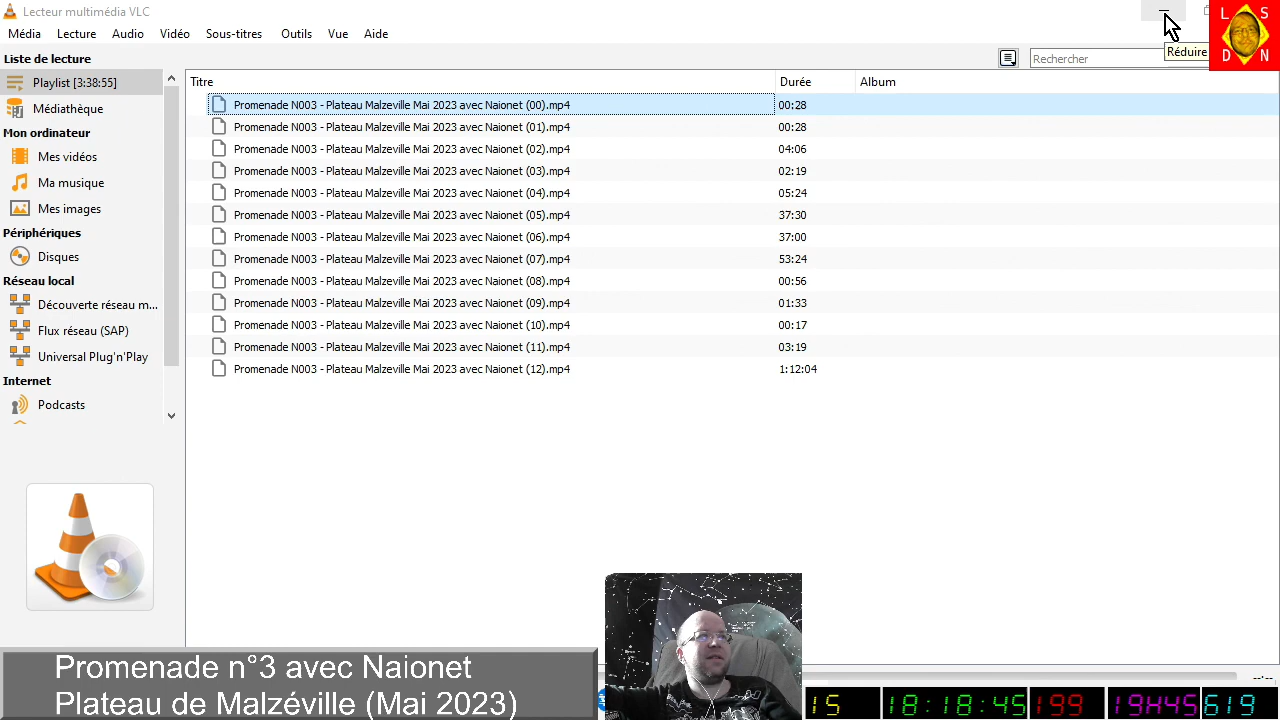 Lecteur multimédia VLC
Média Lecture Audio Vidéo Sous-titres Outils Vue Aide
Réduire
L S
D N
Liste de lecture
Rechercher
Playlist [3:38:55]
Médiathèque
Mon ordinateur
Mes vidéos
Ma musique
Mes images
Périphériques
Disques
Réseau local
Découverte réseau m...
Flux réseau (SAP)
Universal Plug'n'Play
Internet
Podcasts
Titre Durée Album
Promenade N003 - Plateau Malzeville Mai 2023 avec Naionet (00).mp4 00:28
Promenade N003 - Plateau Malzeville Mai 2023 avec Naionet (01).mp4 00:28
Promenade N003 - Plateau Malzeville Mai 2023 avec Naionet (02).mp4 04:06
Promenade N003 - Plateau Malzeville Mai 2023 avec Naionet (03).mp4 02:19
Promenade N003 - Plateau Malzeville Mai 2023 avec Naionet (04).mp4 05:24
Promenade N003 - Plateau Malzeville Mai 2023 avec Naionet (05).mp4 37:30
Promenade N003 - Plateau Malzeville Mai 2023 avec Naionet (06).mp4 37:00
Promenade N003 - Plateau Malzeville Mai 2023 avec Naionet (07).mp4 53:24
Promenade N003 - Plateau Malzeville Mai 2023 avec Naionet (08).mp4 00:56
Promenade N003 - Plateau Malzeville Mai 2023 avec Naionet (09).mp4 01:33
Promenade N003 - Plateau Malzeville Mai 2023 avec Naionet (10).mp4 00:17
Promenade N003 - Plateau Malzeville Mai 2023 avec Naionet (11).mp4 03:19
Promenade N003 - Plateau Malzeville Mai 2023 avec Naionet (12).mp4 1:12:04
Promenade n°3 avec Naionet
Plateau de Malzéville (Mai 2023)
15 18:18:45 199 19H45 619